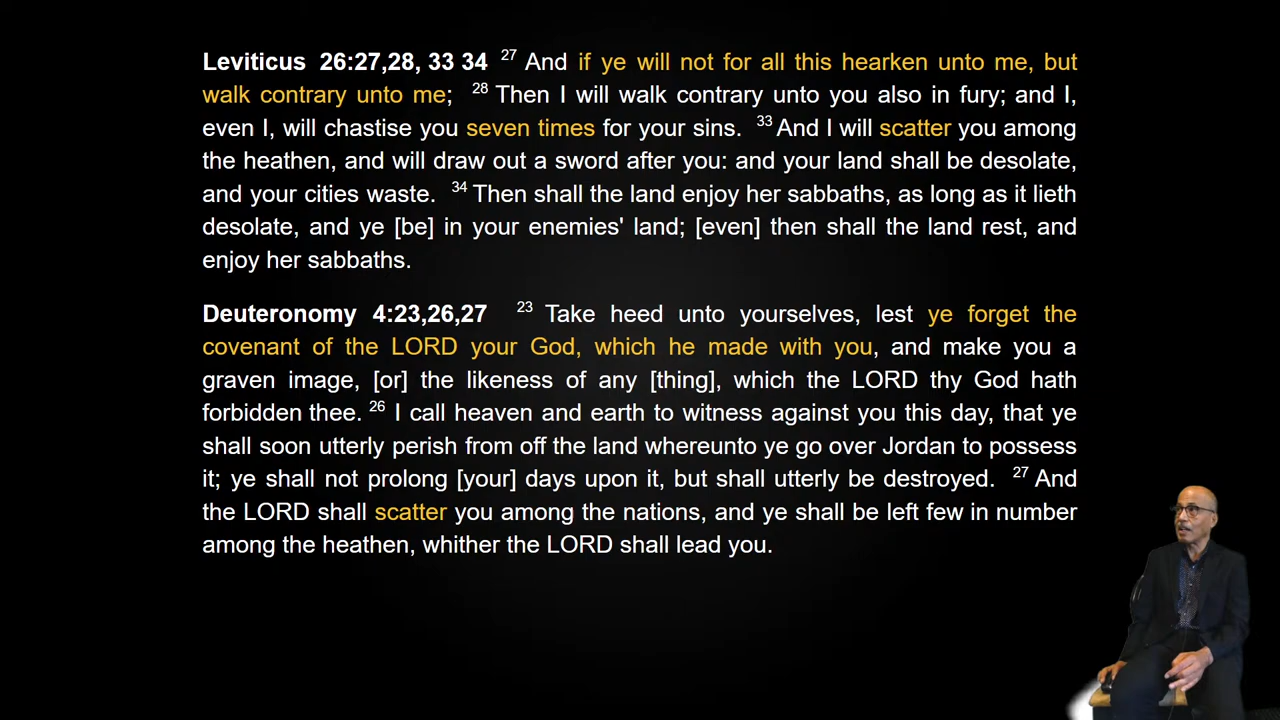 Leviticus 26:27,28, 33 34 27 And if ye will not for all this hearken unto me, but
walk contrary unto me; 28 Then I will walk contrary unto you also in fury; and I,
even I, will chastise you seven times for your sins. 33 And I will scatter you among
the heathen, and will draw out a sword after you: and your land shall be desolate,
and your cities waste. 34 Then shall the land enjoy her sabbaths, as long as it lieth
desolate, and ye [be] in your enemies' land; [even] then shall the land rest, and
enjoy her sabbaths.
Deuteronomy 4:23,26,27 23 Take heed unto yourselves, lest ye forget the
covenant of the LORD your God, which he made with you, and make you a
graven image, [or] the likeness of any [thing], which the LORD thy God hath
forbidden thee. 26 I call heaven and earth to witness against you this day, that ye
shall soon utterly perish from off the land whereunto ye go over Jordan to possess
it; ye shall not prolong [your] days upon it, but shall utterly be destroyed. 27 And
the LORD shall scatter you among the nations, and ye shall be left few in number
among the heathen, whither the LORD shall lead you.